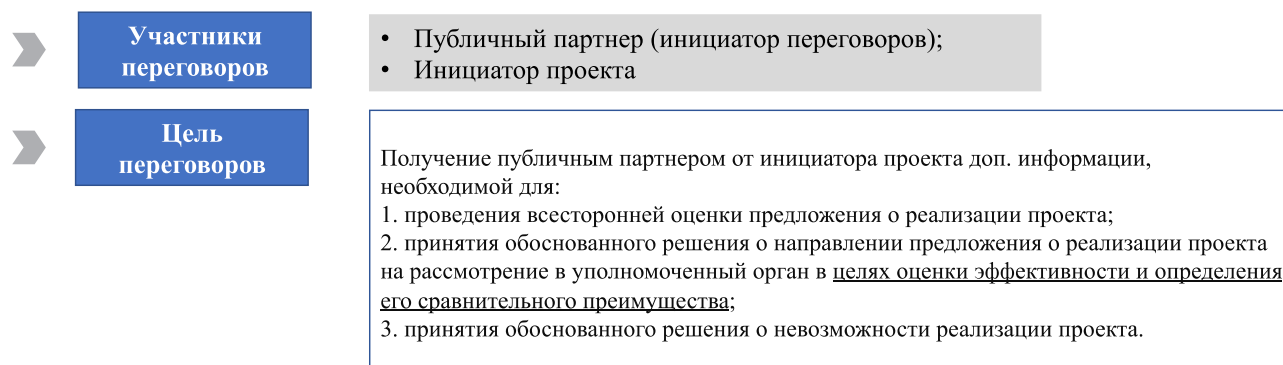 Участники
переговоров
• Публичный партнер (инициатор переговоров);
• Инициатор проекта
Цель
переговоров
Получение публичным партнером от инициатора проекта доп. информации,
необходимой для:
1. проведения всесторонней оценки предложения о реализации проекта;
2. принятия обоснованного решения о направлении предложения о реализации проекта
на рассмотрение в уполномоченный орган в целях оценки эффективности и определения
его сравнительного преимущества;
3. принятия обоснованного решения о невозможности реализации проекта.